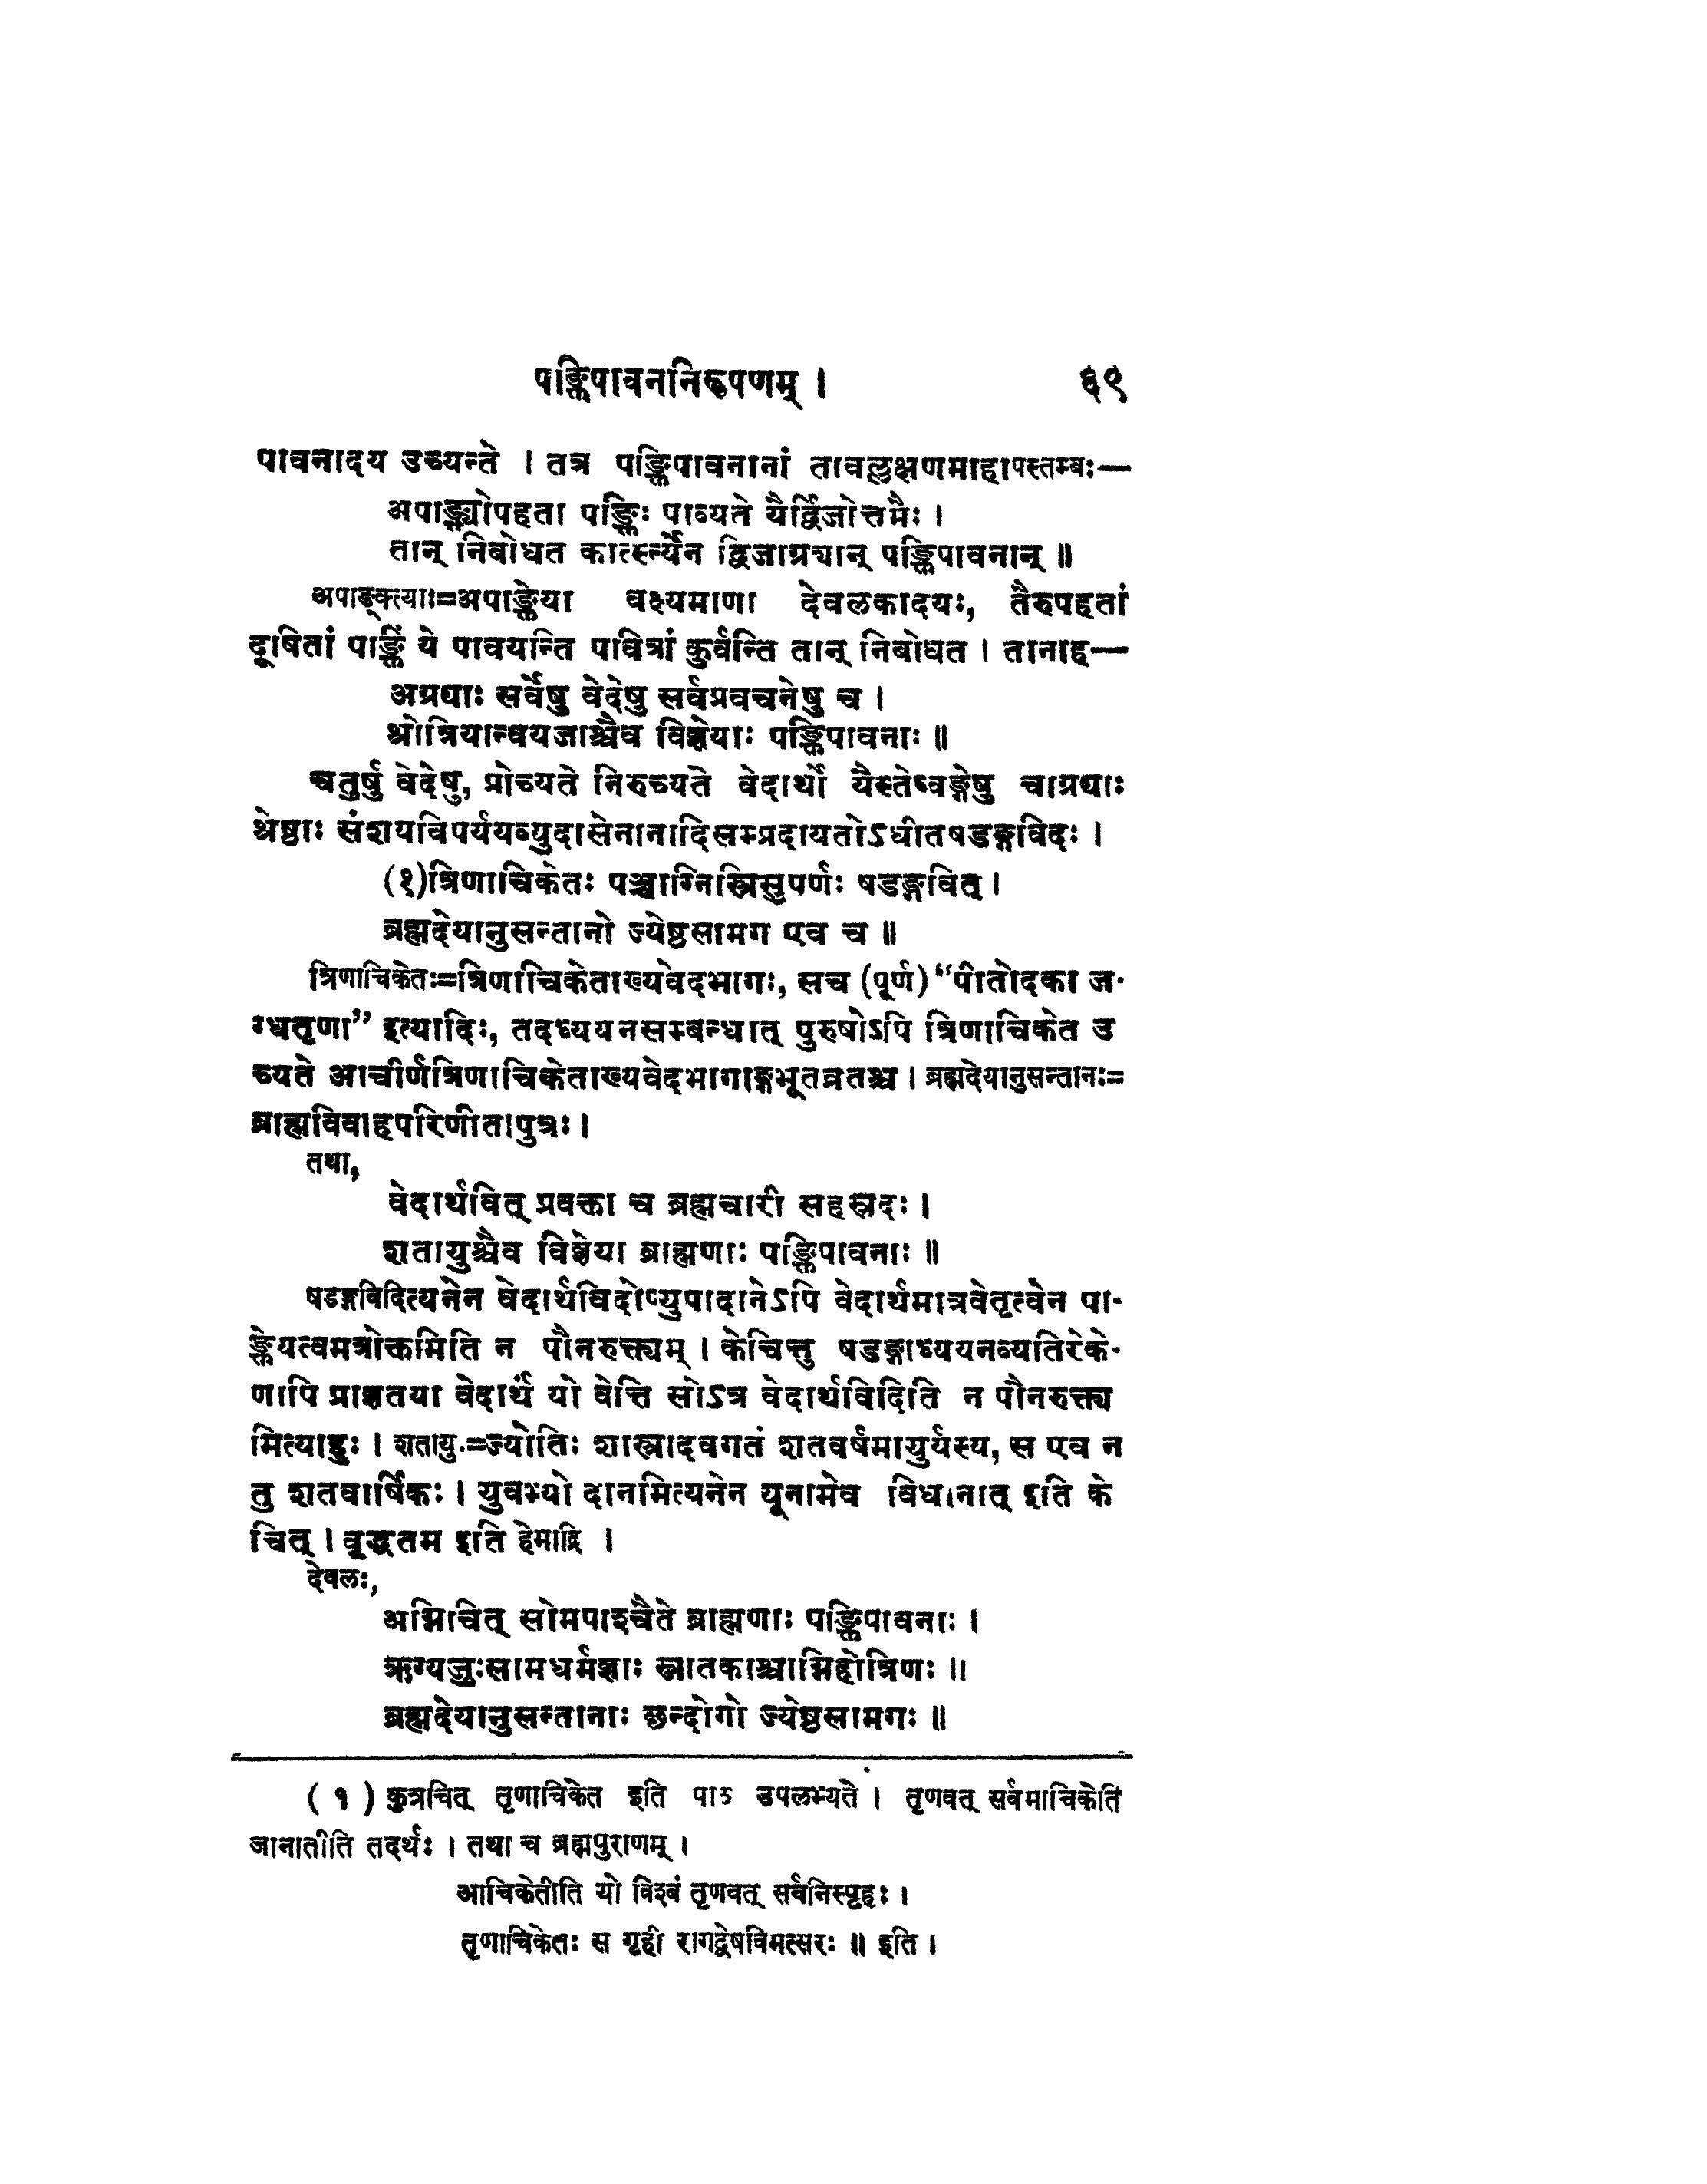 पङ्क्तिपावननिरूपणम् । ६९
पावनादय उच्यन्ते । तत्र पङ्क्तिपावनानां तावल्लक्षणमाहापस्तम्बः—
अपाङ्क्त्योपहता पङ्क्तिः पाव्यते यैर्द्विजोत्तमैः ।
तान् निबोधत कार्त्स्न्येन द्विजाग्र्यान् पङ्क्तिपावनान् ॥
अपाङ्क्त्याः=अपाङ्क्तेया वक्ष्यमाणा देवलकादयः, तैरुपहतां
दूषितां पाङ्क्तिं ये पावयन्ति पवित्रां कुर्वन्ति तान् निबोधत । तानाह—
अग्र्याः सर्वेषु वेदेषु सर्वप्रवचनेषु च ।
श्रोत्रियान्वयजाश्चैव विज्ञेयाः पङ्क्तिपावनाः ॥
चतुर्षु वेदेषु, प्रोच्यते निरुच्यते वेदार्थो यैस्तेष्वङ्गेषु चाग्र्याः
श्रेष्ठाः संशयविपर्ययव्युदासेनानादिसम्प्रदायतोऽधीतषडङ्गविदः ।
(१)त्रिणाचिकेतः पञ्चाग्निस्त्रिसुपर्णः षडङ्गवित् ।
ब्रह्मदेयानुसन्तानो ज्येष्ठसामग एव च ॥
त्रिणाचिकेतः=त्रिणाचिकेताख्यवेदभागः, सच (पूर्ण) “पीतोदका ज-
ग्धतृणा” इत्यादिः, तदध्ययनसम्बन्धात् पुरुषोऽपि त्रिणाचिकेत उ
च्यते आचीर्णत्रिणाचिकेताख्यवेदभागाङ्गभूतव्रतश्च । ब्रह्मदेयानुसन्तानः=
ब्राह्मविवाहपरिणीतापुत्रः ।
तथा,
वेदार्थवित् प्रवक्ता च ब्रह्मचारी सहस्रदः ।
शतायुश्चैव विज्ञेया ब्राह्मणाः पङ्क्तिपावनाः ॥
षडङ्गविदित्यनेन वेदार्थविदोप्युपादानेऽपि वेदार्थमात्रवेतृत्वेन पा-
ङ्क्तेयत्वमत्रोक्तमिति न पौनरुक्त्यम् । केचित्तु षडङ्गाध्ययनव्यतिरेके-
णापि प्राज्ञतया वेदार्थं यो वेत्ति सोऽत्र वेदार्थविदिति न पौनरुक्त्य
मित्याहुः । शतायु.=ज्योतिः शास्त्रादवगतं शतवर्षमायुर्यस्य, स एव न
तु शतवार्षिकः । युवभ्यो दानमित्यनेन यूनामेव विधानात् इति के
चित् । वृद्धतम इति हेमाद्रि ।
देवलः,
अग्निचित् सोमपाश्चैते ब्राह्मणाः पङ्क्तिपावनाः ।
ऋग्यजुःसामधर्मज्ञाः स्नातकाश्चाग्निहोत्रिणः ॥
ब्रह्मदेयानुसन्तानाः छन्दोगो ज्येष्ठसामगः ॥
( १ ) कुत्रचित् तृणाचिकेत इति उपलभ्यते । तृणवत् सर्वमाचिकेति
जानातीति तदर्थः । तथा च ब्रह्मपुराणम् ।
आचिकेतीति यो विश्वं तृणवत् सर्वनिस्पृहः ।
तृणाचिकेतः स गृही रागद्वेषविमत्सरः ॥ इति ।